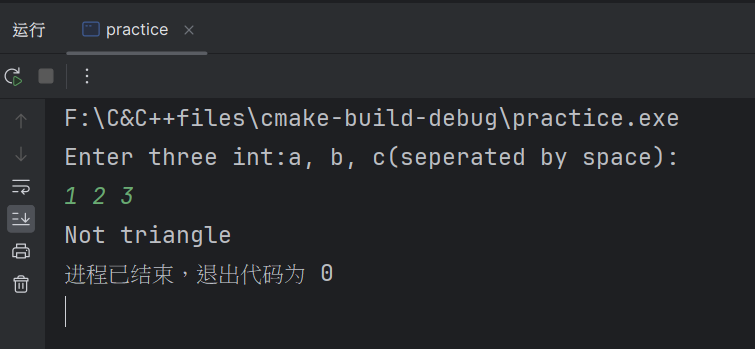 运行
practice
F:\C&C++files\cmake-build-debug\practice.exe
Enter three int:a, b, c(seperated by space):
1 2 3
Not triangle
进程已结束，退出代码为 0